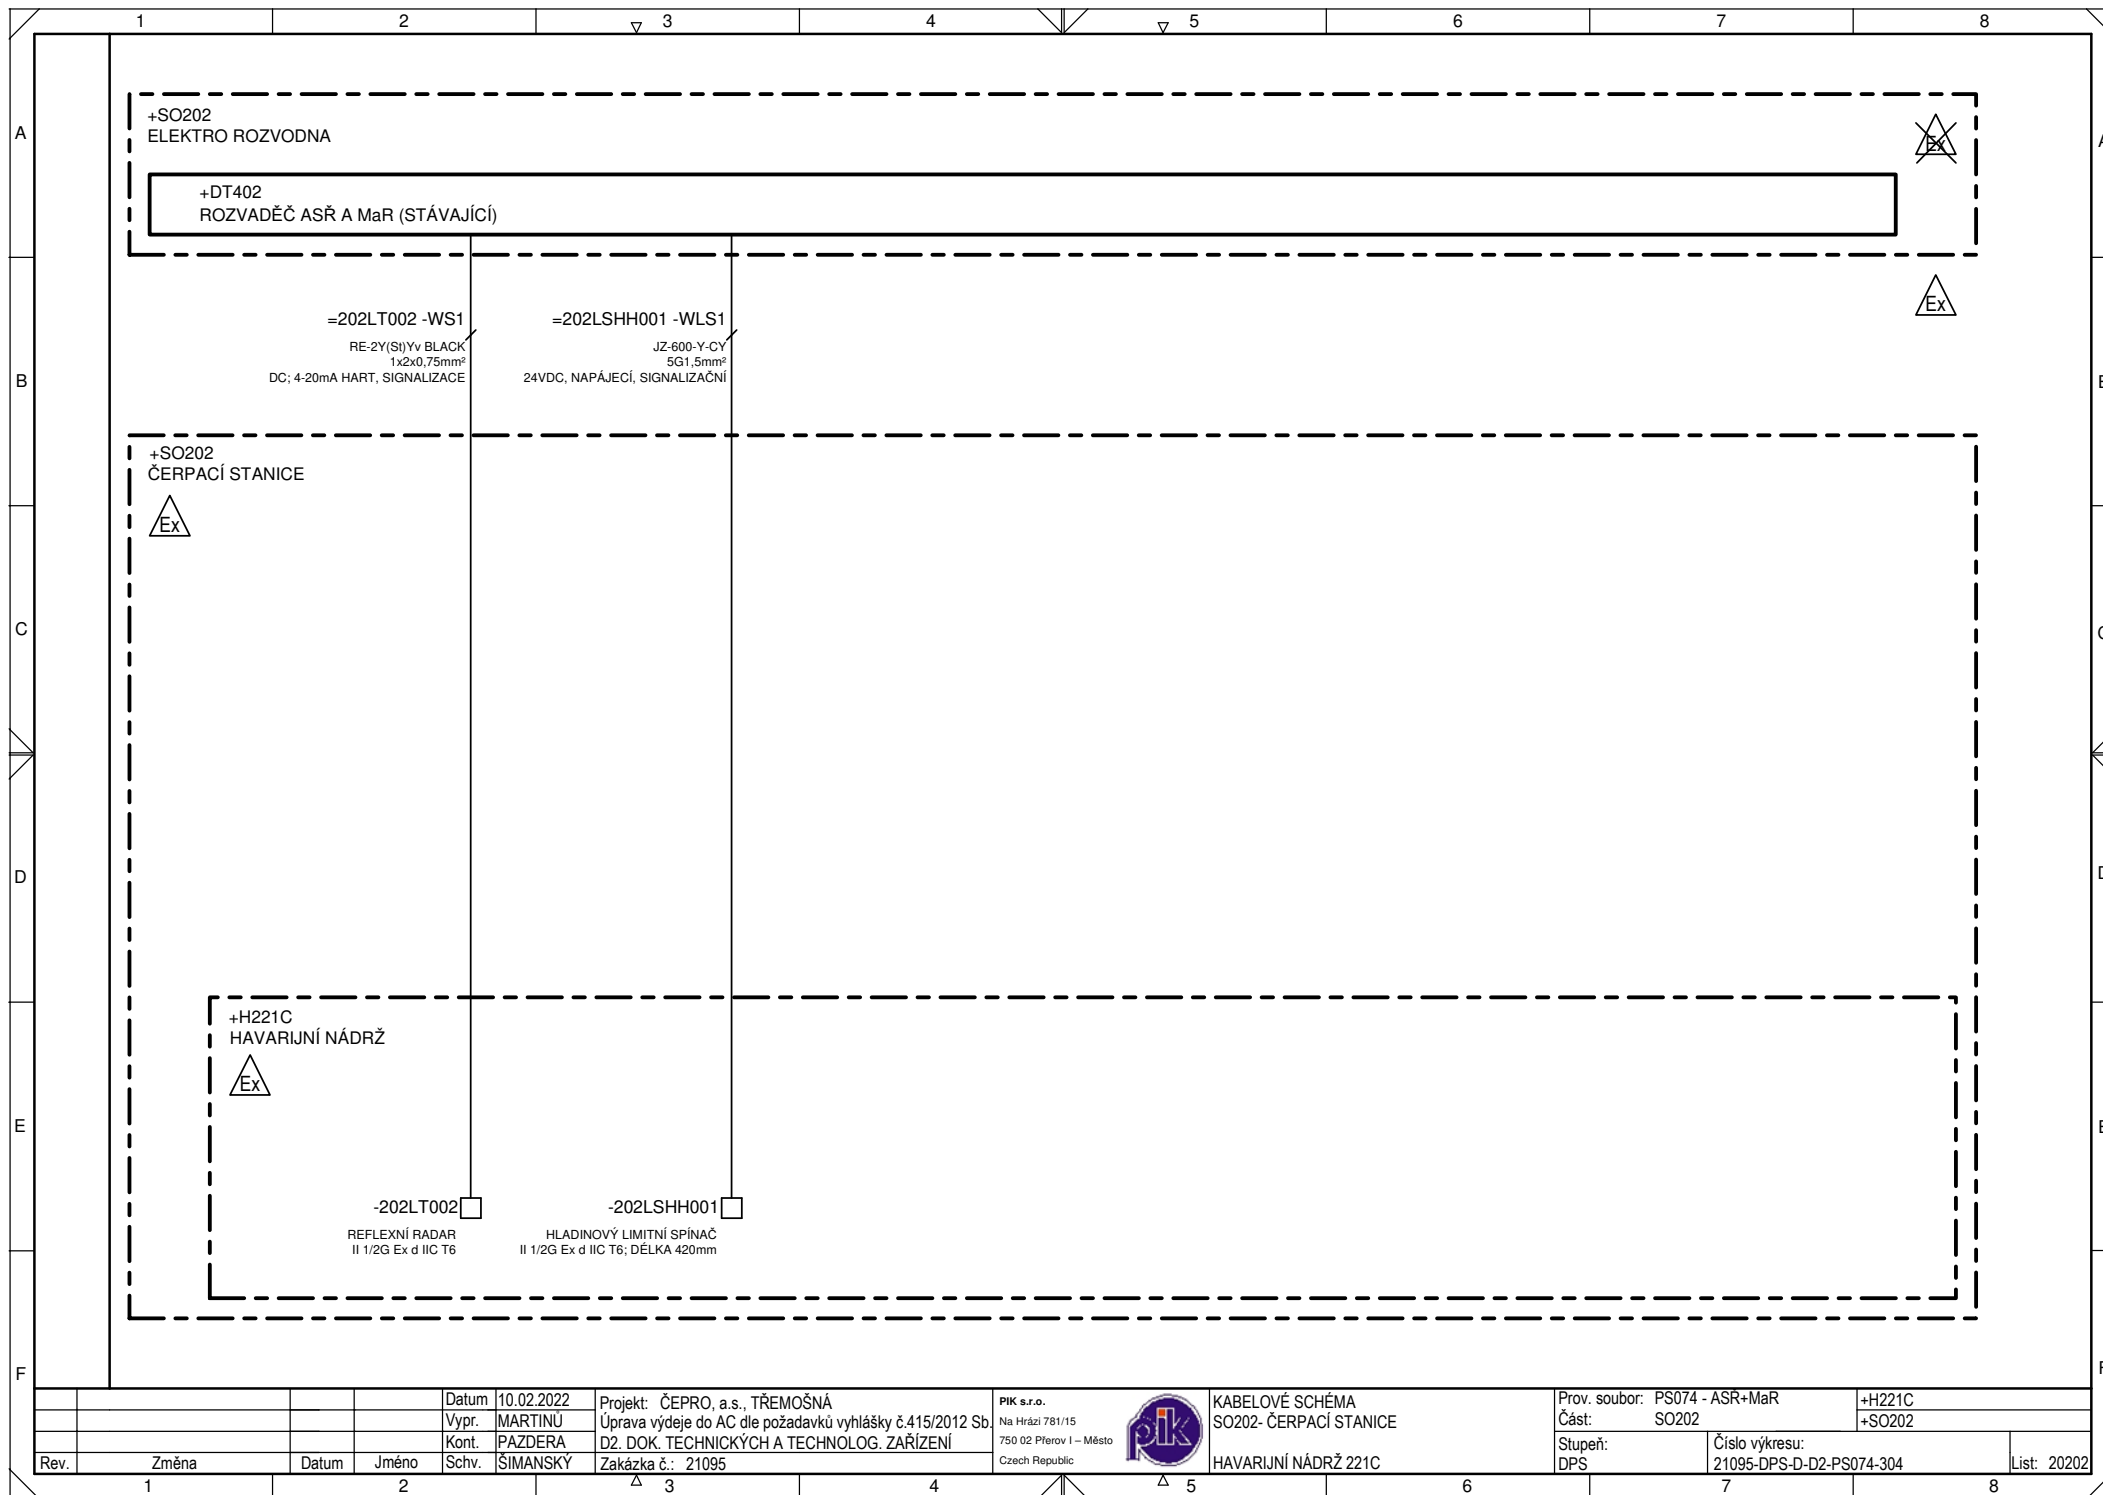 1 2 3 4 5 6 7 8
A
+SO202
ELEKTRO ROZVODNA
Ex
+DT402
ROZVADĚČ ASŘ A MaR (STÁVAJÍCÍ)
Ex
=202LT002 -WS1
RE-2Y(St)Yv BLACK
1x2x0,75mm²
DC; 4-20mA HART, SIGNALIZACE
=202LSHH001 -WLS1
JZ-600-Y-CY
5G1,5mm²
24VDC, NAPÁJECÍ, SIGNALIZAČNÍ
B
+SO202
ČERPACÍ STANICE
Ex
C
D
+H221C
HAVARIJNÍ NÁDRŽ
Ex
E
-202LT002
REFLEXNÍ RADAR
II 1/2G Ex d IIC T6
-202LSHH001
HLADINOVÝ LIMITNÍ SPÍNAČ
II 1/2G Ex d IIC T6; DÉLKA 420mm
F
Rev. Změna Datum Jméno
Datum 10.02.2022
Vypr. MARTINŮ
Kont. PAZDERA
Schv. ŠIMANSKÝ
Projekt: ČEPRO, a.s., TŘEMOŠNÁ
Úprava výdeje do AC dle požadavků vyhlášky č.415/2012 Sb.
D2. DOK. TECHNICKÝCH A TECHNOLOG. ZAŘÍZENÍ
Zakázka č.: 21095
PIK s.r.o.
Na Hrázi 781/15
750 02 Přerov I – Město
Czech Republic
pik
KABELOVÉ SCHÉMA
SO202- ČERPACÍ STANICE
HAVARIJNÍ NÁDRŽ 221C
Prov. soubor: PS074 - ASŘ+MaR
Část: SO202
+H221C
+SO202
Stupeň:
DPS
Číslo výkresu:
21095-DPS-D-D2-PS074-304
List: 20202
1 2 3 4 5 6 7 8